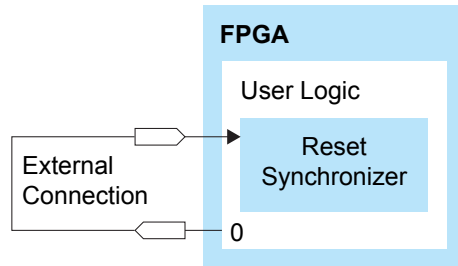 FPGA
User Logic
Reset
Synchronizer
External
Connection
0